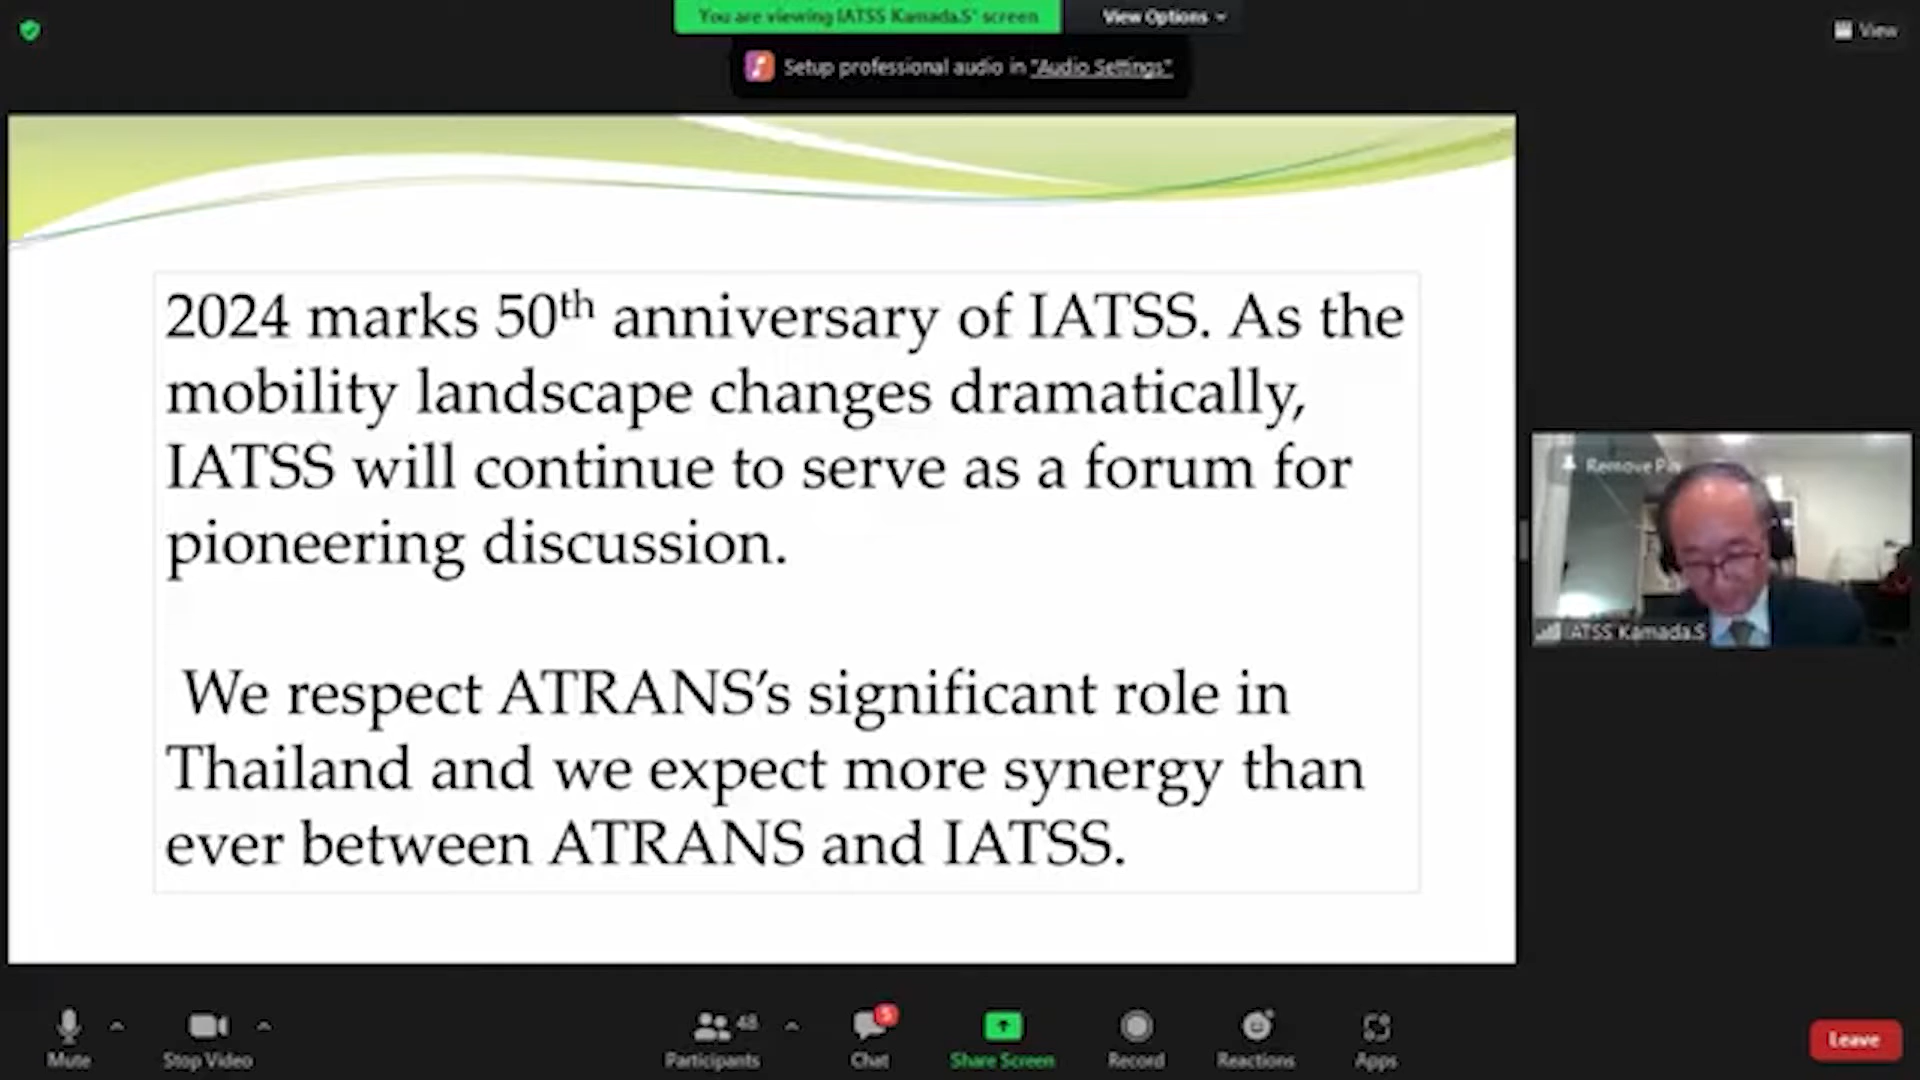 You are viewing IATSS Kamada.S' screen
View Options
View
Setup professional audio in "Audio Settings"
2024 marks 50th anniversary of IATSS. As the
mobility landscape changes dramatically,
IATSS will continue to serve as a forum for
pioneering discussion.
We respect ATRANS’s significant role in
Thailand and we expect more synergy than
ever between ATRANS and IATSS.
Remove
IATSS Kamada.S
Mute
Stop Video
Participants
48
Chat
5
Share Screen
Record
Reactions
Apps
Leave